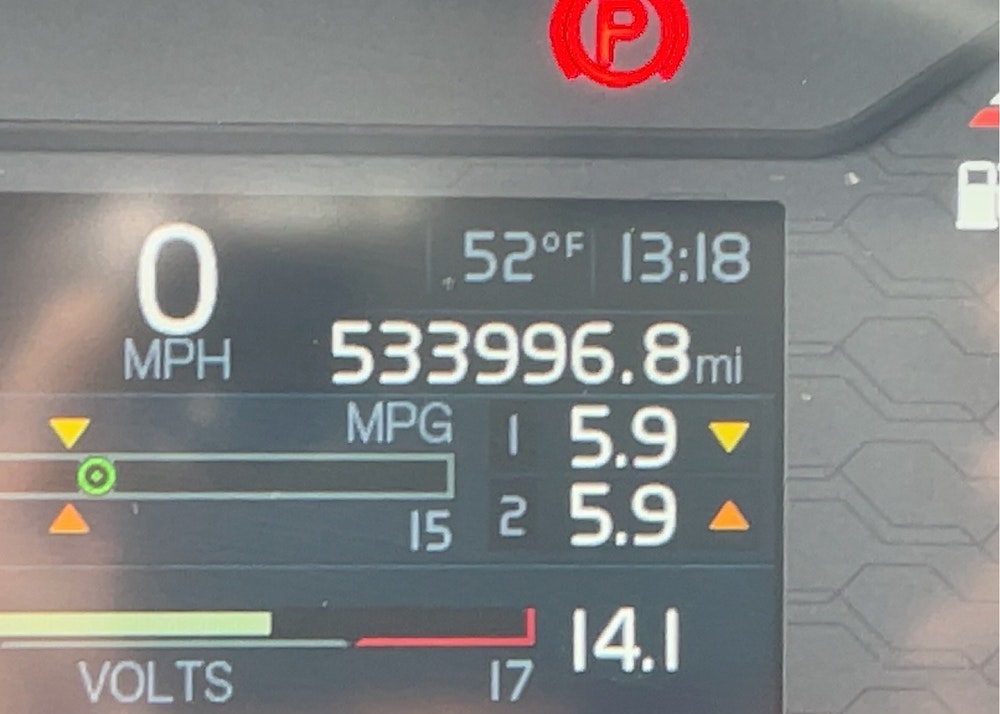 P
52°F 13:18
0
MPH
533996.8mi
MPG 1 5.9
15 2 5.9
14.1
VOLTS 17